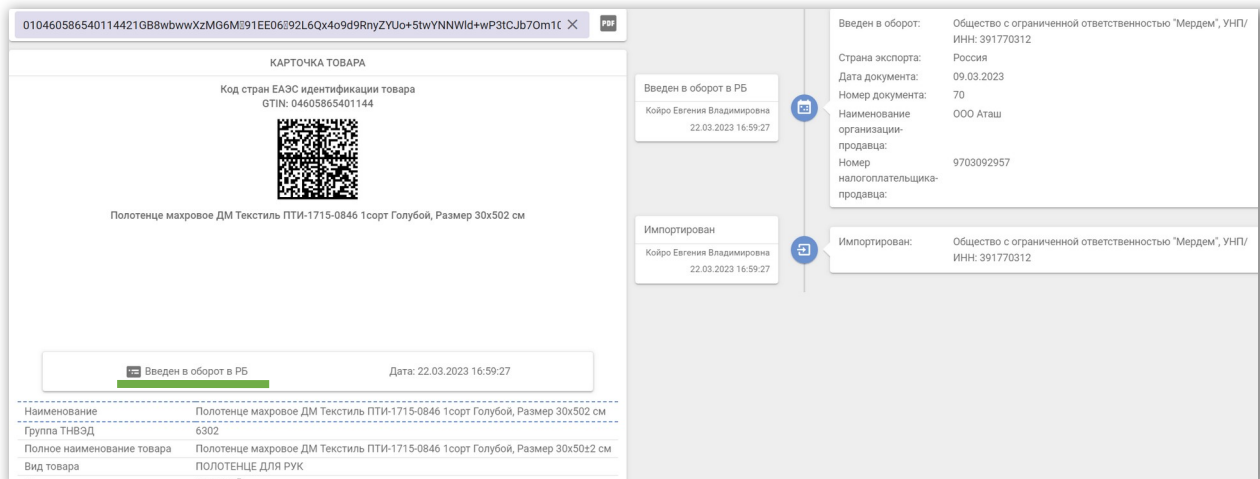 010460586540114421GB8wbwwXzMG6M91EE0692L6Qx4o9d9RnyZYUo+5twYNNWld+wP3tCJb7Om1(
PDF
КАРТОЧКА ТОВАРА
Код стран ЕАЭС идентификации товара
GTIN: 04605865401144
Полотенце махровое ДМ Текстиль ПТИ-1715-0846 1сорт Голубой, Размер 30х502 см
Введен в оборот в РБ
Дата: 22.03.2023 16:59:27
Наименование Полотенце махровое ДМ Текстиль ПТИ-1715-0846 1сорт Голубой, Размер 30х502 см
Группа ТНВЭД 6302
Полное наименование товара Полотенце махровое ДМ Текстиль ПТИ-1715-0846 1сорт Голубой, Размер 30х50±2 см
Вид товара ПОЛОТЕНЦЕ ДЛЯ РУК
Введен в оборот в РБ
Койро Евгения Владимировна
22.03.2023 16:59:27
Введен в оборот: Общество с ограниченной ответственностью "Мердем", УНП/
ИНН: 391770312
Страна экспорта: Россия
Дата документа: 09.03.2023
Номер документа: 70
Наименование ООО Аташ
организации-
продавца:
Номер 9703092957
налогоплательщика-
продавца:
Импортирован
Койро Евгения Владимировна
22.03.2023 16:59:27
Импортирован: Общество с ограниченной ответственностью "Мердем", УНП/
ИНН: 391770312